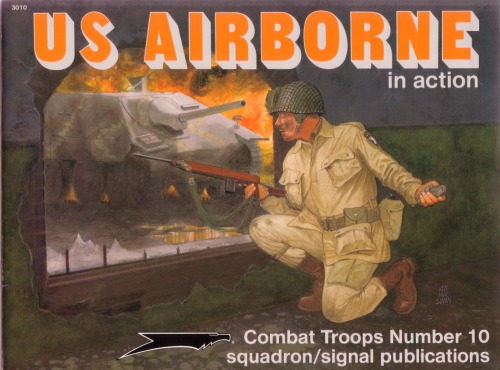 3010
US AIRBORNE
in action
Combat Troops Number 10
squadron/signal publications